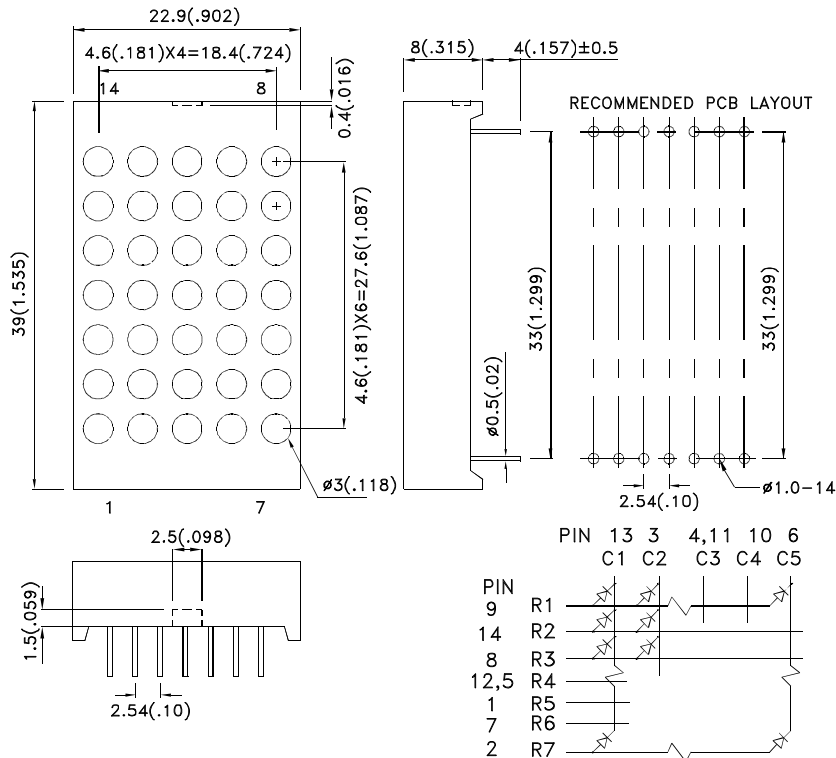 22.9(.902)
4.6(.181)X4=18.4(.724)
14
8
0.4(.016)
39(1.535)
4.6(.181)X6=27.6(1.087)
ø3(.118)
1
7
8(.315)
4(.157)±0.5
33(1.299)
ø0.5(.02)
RECOMMENDED PCB LAYOUT
33(1.299)
2.54(.10)
ø1.0-14
2.5(.098)
1.5(.059)
2.54(.10)
PIN 13 3 4,11 10 6
C1 C2 C3 C4 C5
PIN
9 R1
14 R2
8 R3
12,5 R4
1 R5
7 R6
2 R7